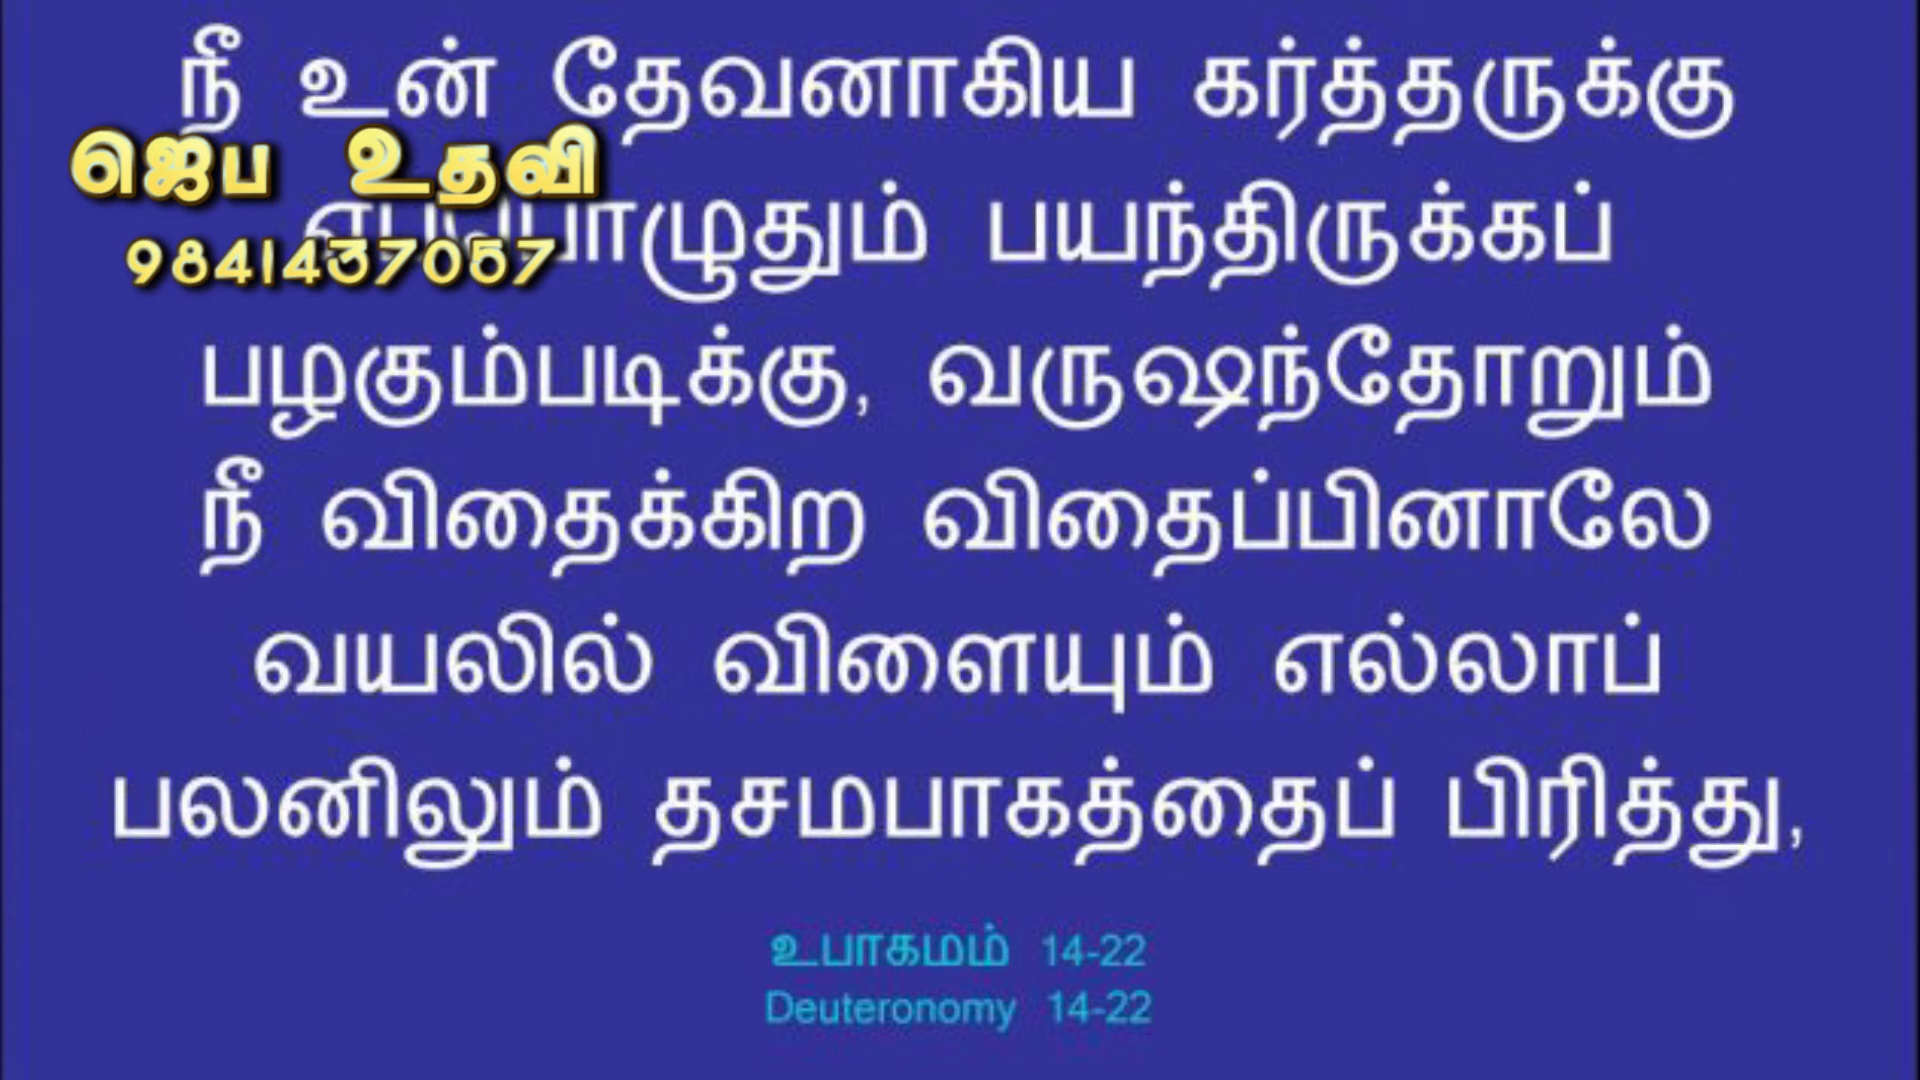 நீ உன் தேவனாகிய கர்த்தருக்கு
ஜெப உதவி
எப்பொழுதும் பயந்திருக்கப்
9841437057
பழகும்படிக்கு, வருஷந்தோறும்
நீ விதைக்கிற விதைப்பினாலே
வயலில் விளையும் எல்லாப்
பலனிலும் தசமபாகத்தைப் பிரித்து,
உபாகமம் 14-22
Deuteronomy 14-22